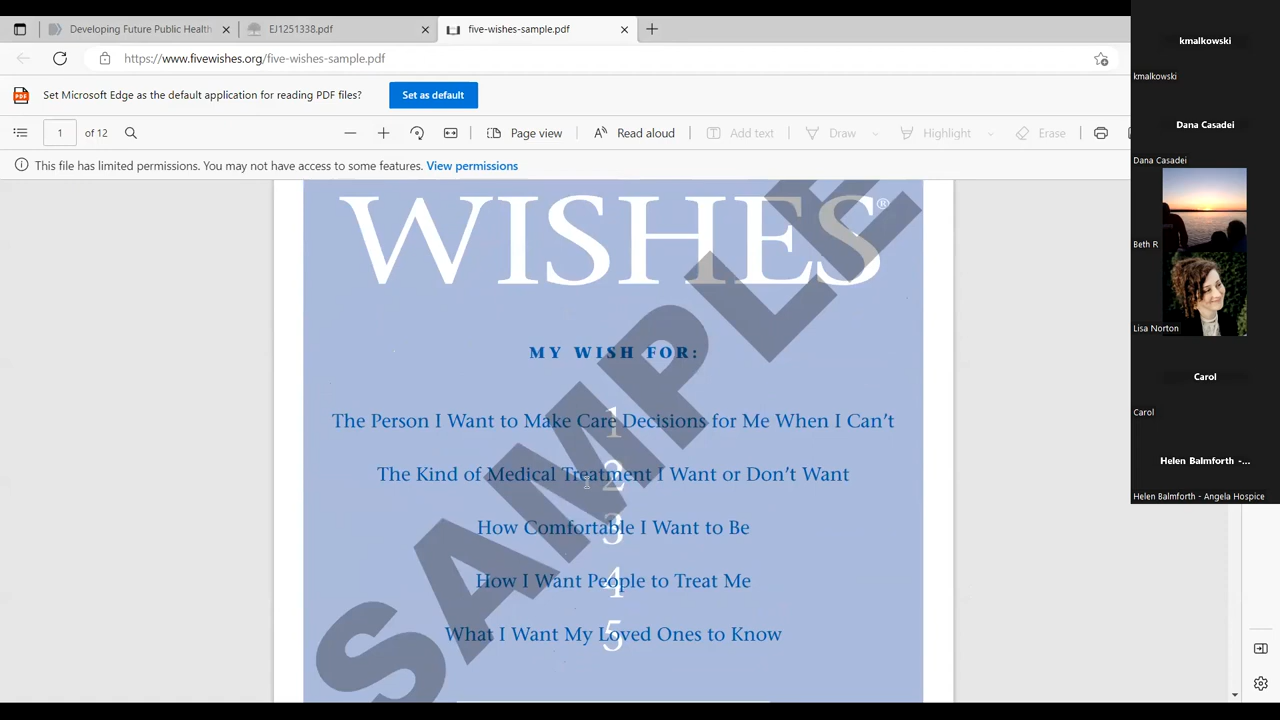 Developing Future Public Health
EJ1251338.pdf
five-wishes-sample.pdf
https://www.fivewishes.org/five-wishes-sample.pdf
Set Microsoft Edge as the default application for reading PDF files?
Set as default
1 of 12
Page view
Read aloud
Add text
Draw
Highlight
Erase
This file has limited permissions. You may not have access to some features. View permissions
WISHES®
MY WISH FOR:
1
The Person I Want to Make Care Decisions for Me When I Can't
2
The Kind of Medical Treatment I Want or Don't Want
3
How Comfortable I Want to Be
4
How I Want People to Treat Me
5
What I Want My Loved Ones to Know
SAMPLE
kmalkowski
kmalkowski
Dana Casadei
Dana Casadei
Beth R
Lisa Norton
Carol
Carol
Helen Balmforth -...
Helen Balmforth - Angela Hospice